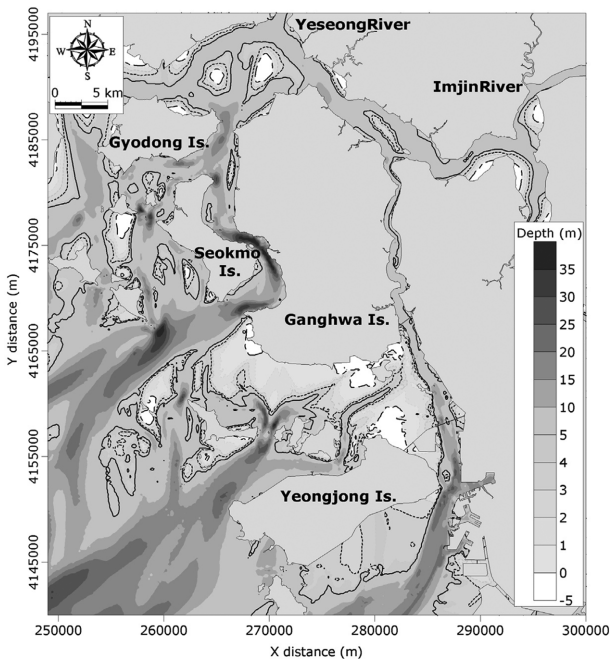 N
W E
S
0 5 km
YeseongRiver
ImjinRiver
Gyodong Is.
Seokmo
Is.
Ganghwa Is.
Yeongjong Is.
Depth (m)
35
30
25
20
15
10
5
4
3
2
1
0
-5
Y distance (m)
4195000
4185000
4175000
4165000
4155000
4145000
250000 260000 270000 280000 290000 300000
X distance (m)